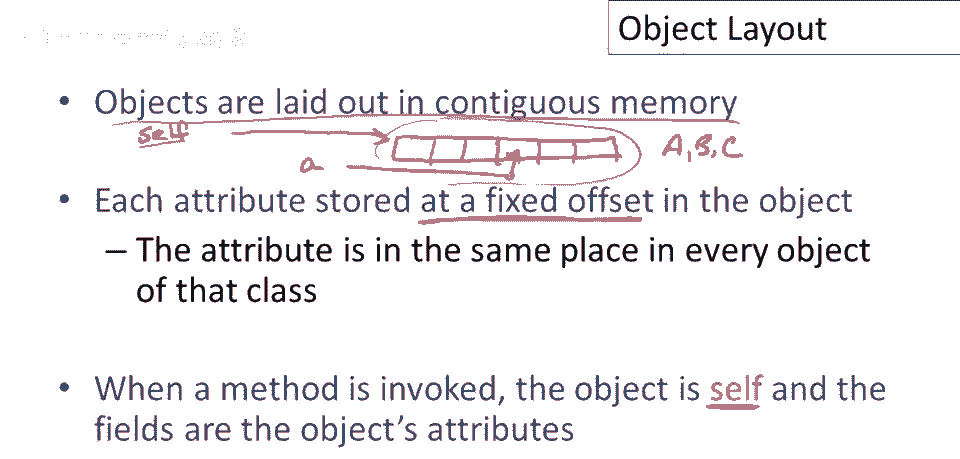 Object Layout
• Objects are laid out in contiguous memory
self
A, B, C
a
• Each attribute stored at a fixed offset in the object
– The attribute is in the same place in every object
of that class
• When a method is invoked, the object is self and the
fields are the object's attributes